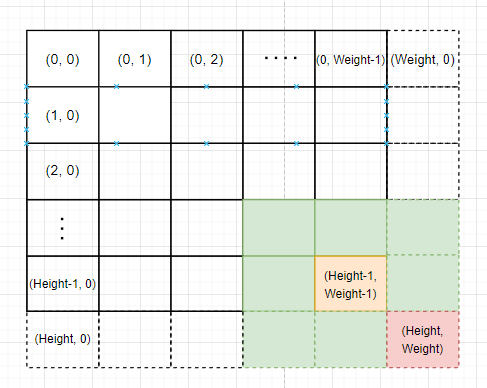 (0, 0) (0, 1) (0, 2) .... (0, Weight-1) (Weight, 0)
(1, 0)
(2, 0)
⋮
(Height-1, 0)
(Height-1,
Weight-1)
(Height, 0)
(Height,
Weight)